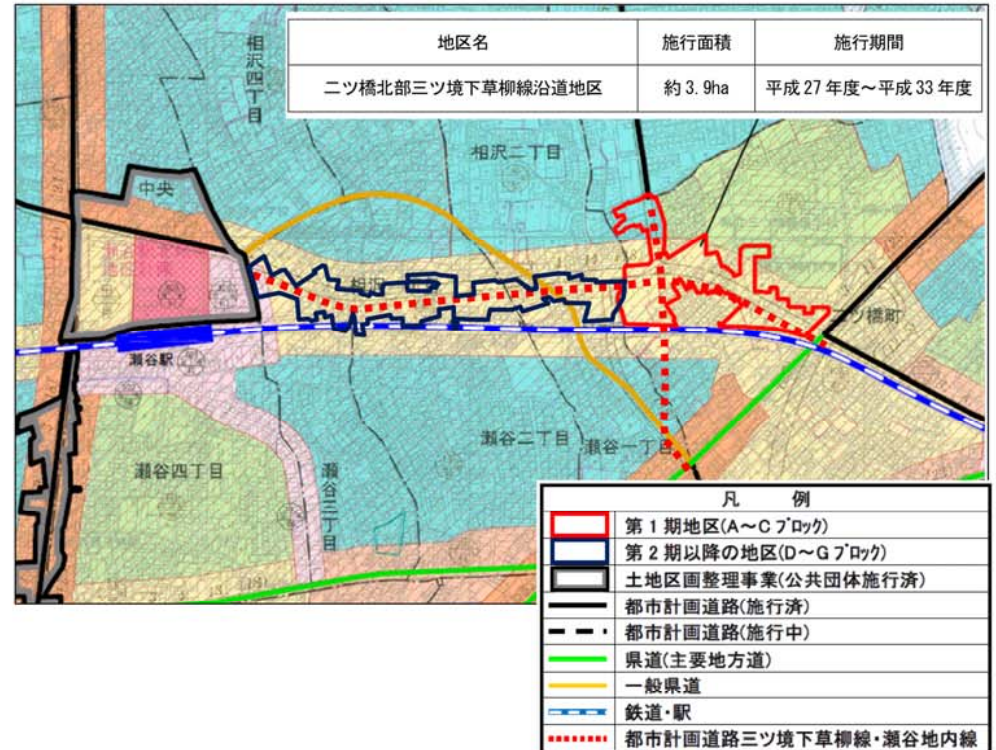 地区名 施行面積 施行期間
二ツ橋北部三ツ境下草柳線沿道地区 約3.9ha 平成27年度～平成33年度
相沢四丁目
相沢二丁目
中央
相沢
二ツ橋町
瀬谷駅
瀬谷二丁目
瀬谷一丁目
瀬谷四丁目
瀬谷三丁目
凡 例
第1期地区(A～Cブロック)
第2期以降の地区(D～Gブロック)
土地区画整理事業(公共団体施行済)
都市計画道路(施行済)
都市計画道路(施行中)
県道(主要地方道)
一般県道
鉄道・駅
都市計画道路三ツ境下草柳線・瀬谷地内線